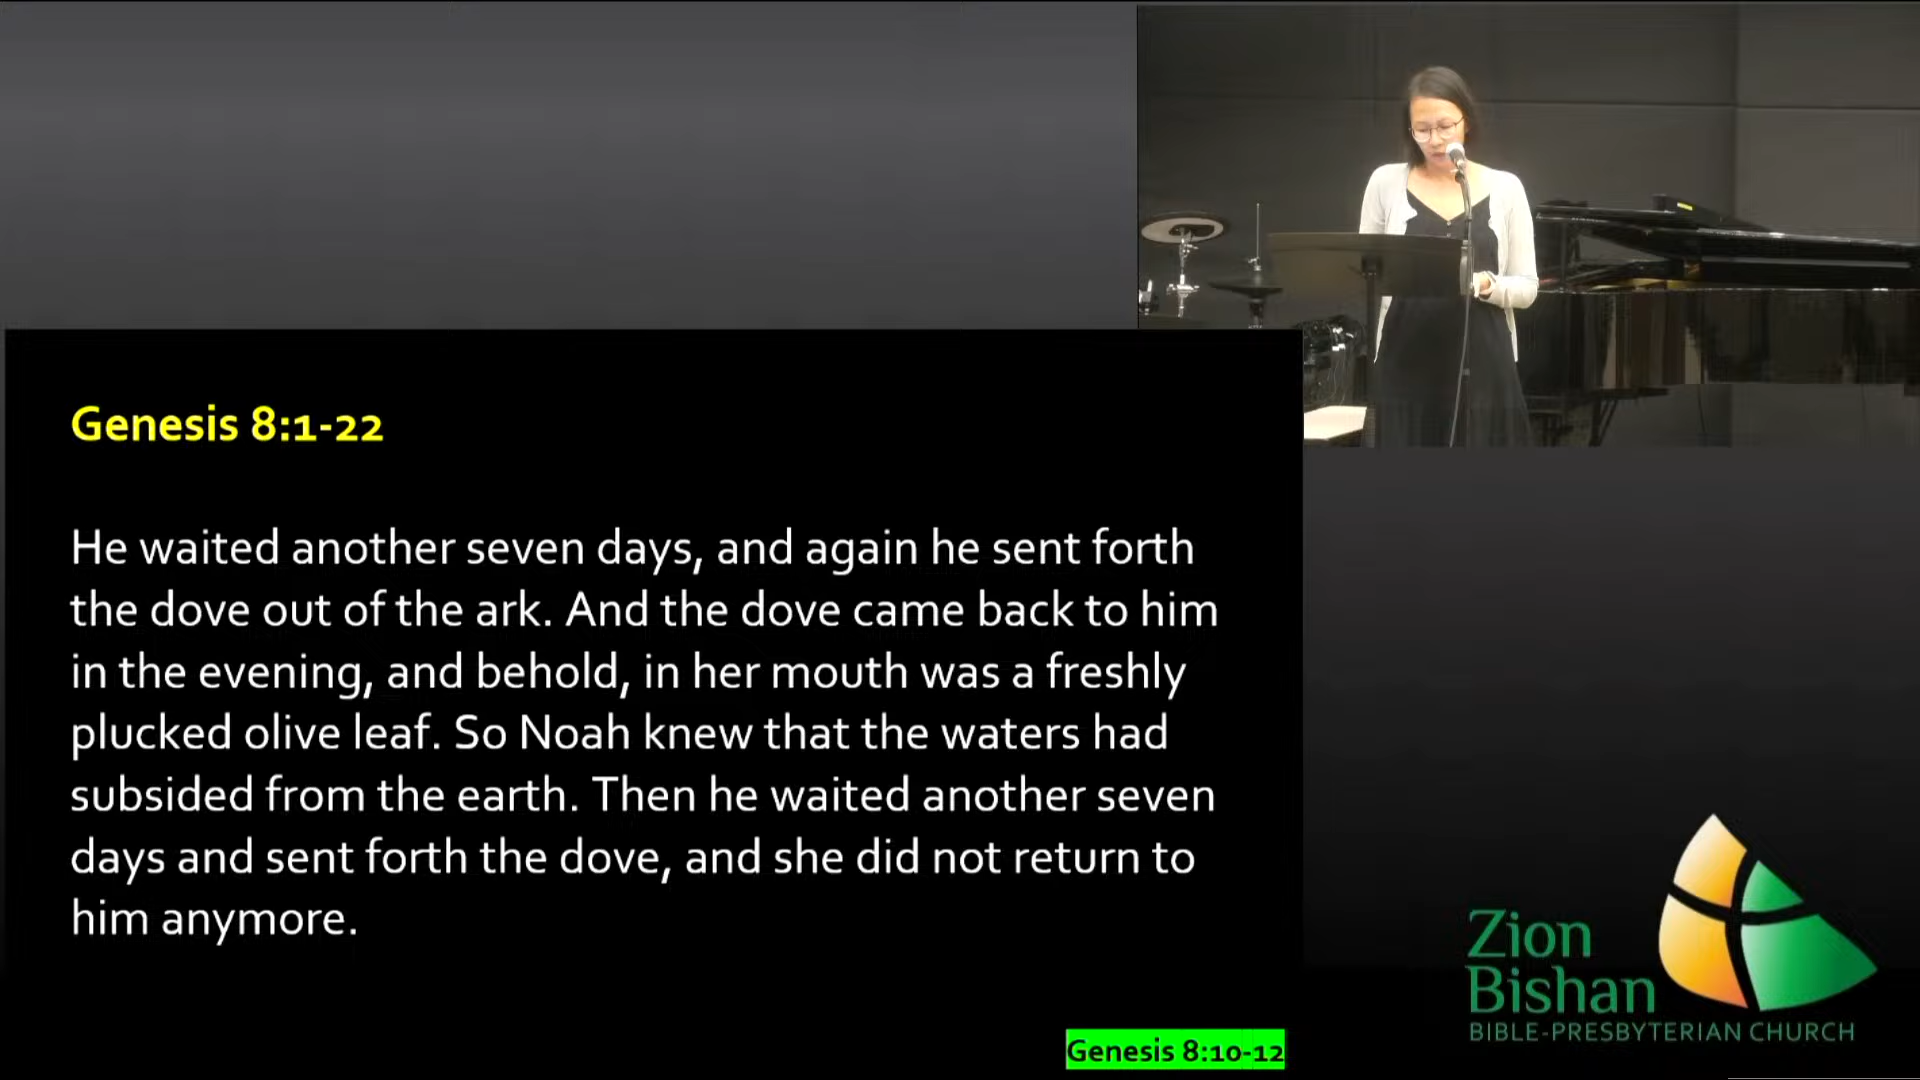 Genesis 8:1-22
He waited another seven days, and again he sent forth
the dove out of the ark. And the dove came back to him
in the evening, and behold, in her mouth was a freshly
plucked olive leaf. So Noah knew that the waters had
subsided from the earth. Then he waited another seven
days and sent forth the dove, and she did not return to
him anymore.
Genesis 8:10-12
Zion
Bishan
BIBLE-PRESBYTERIAN CHURCH